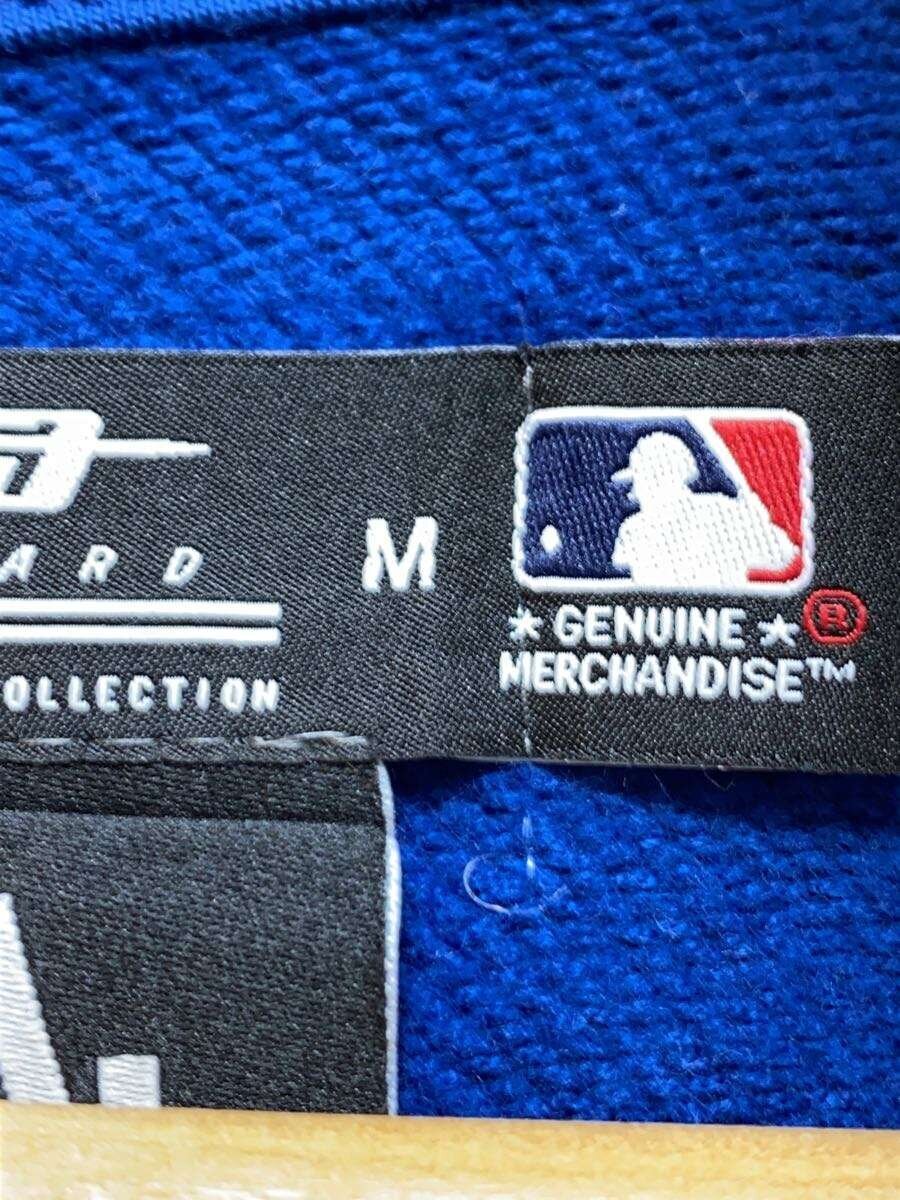 ARD
OLLECTION
M
★ GENUINE ★ ®
MERCHANDISE™
A.